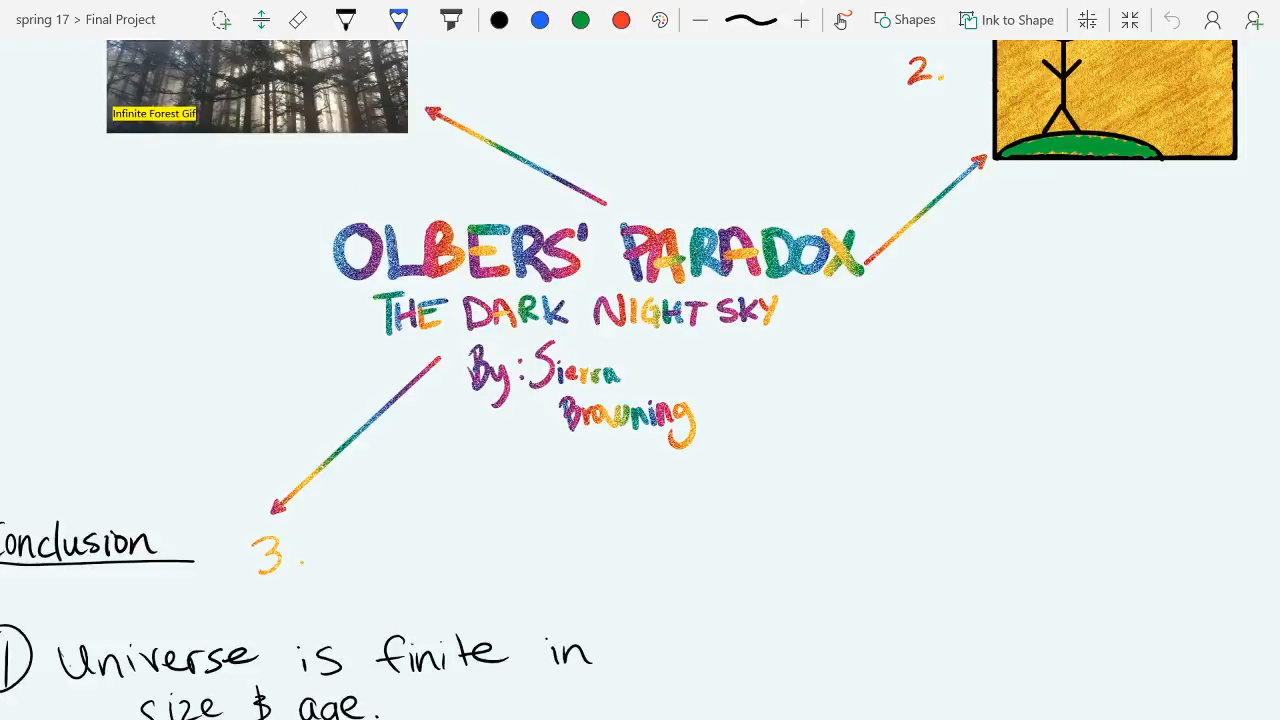 spring 17 > Final Project
Shapes
Ink to Shape
Infinite Forest Gif
2.
OLBERS' PARADOX
THE DARK NIGHT SKY
By: Sierra
Browning
Conclusion
3.
1 Universe is finite in
size & age.